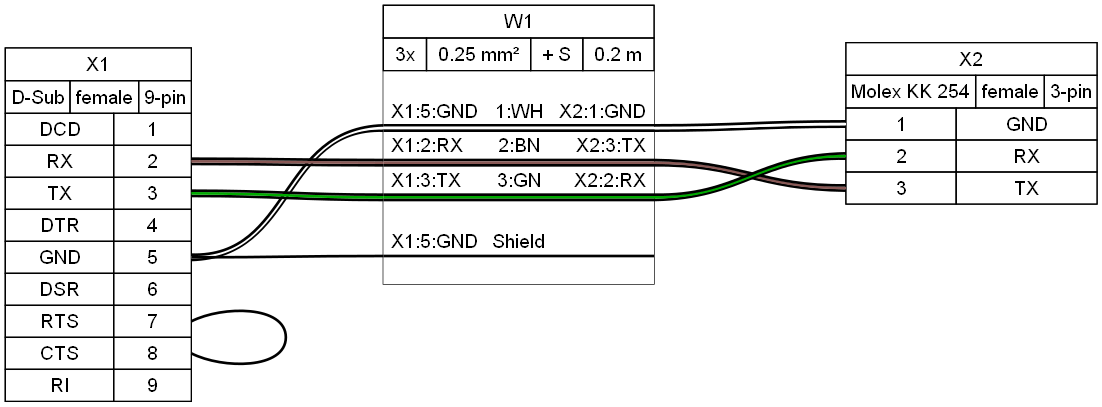 X1
D-Sub female 9-pin
DCD 1
RX 2
TX 3
DTR 4
GND 5
DSR 6
RTS 7
CTS 8
RI 9
W1
3x 0.25 mm² + S 0.2 m
X1:5:GND 1:WH X2:1:GND
X1:2:RX 2:BN X2:3:TX
X1:3:TX 3:GN X2:2:RX
X1:5:GND Shield
X2
Molex KK 254 female 3-pin
1 GND
2 RX
3 TX